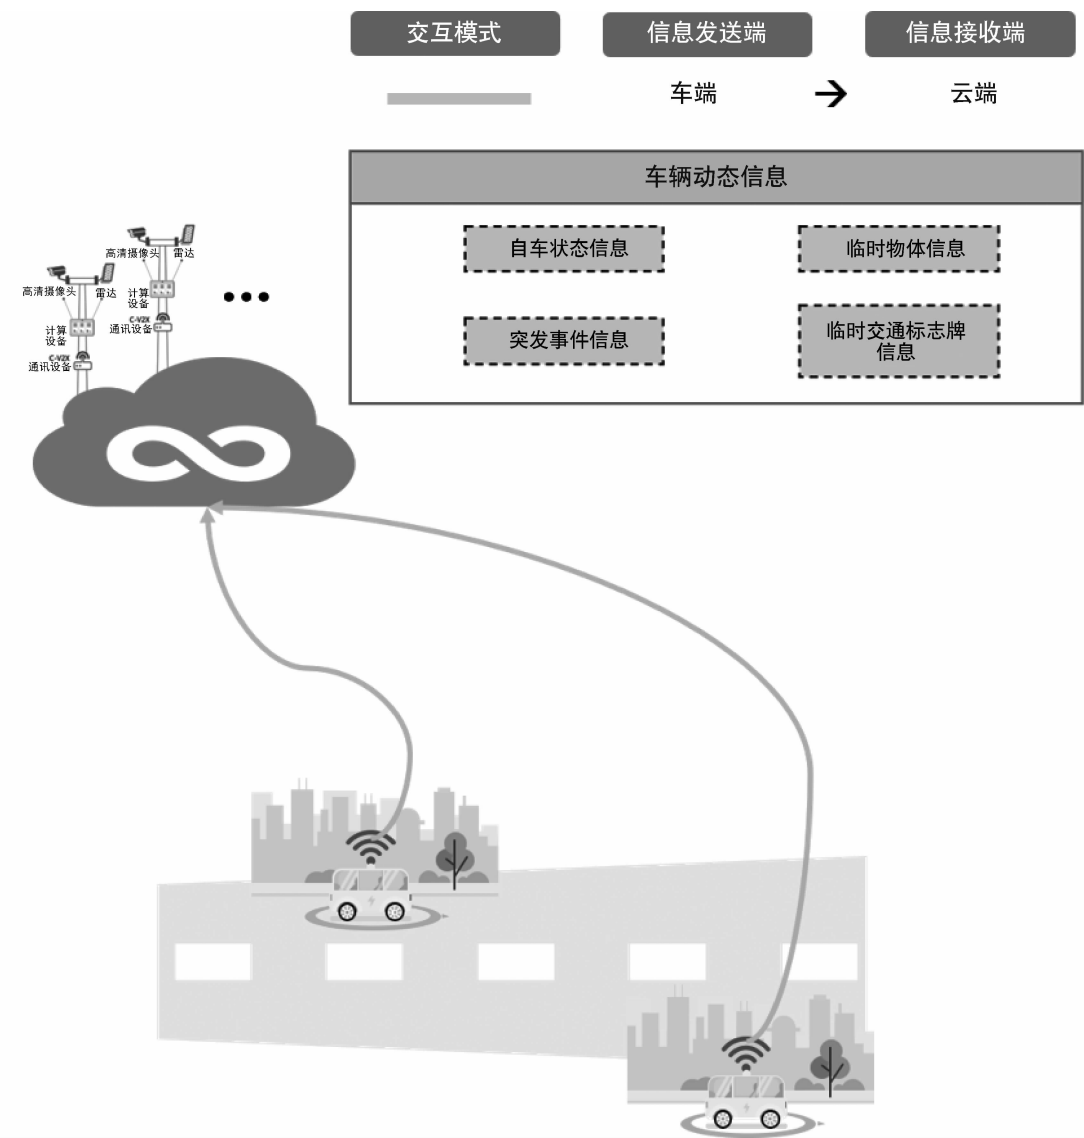 交互模式
信息发送端
信息接收端
车端
云端
车辆动态信息
自车状态信息
临时物体信息
突发事件信息
临时交通标志牌
信息
高清摄像头
雷达
计算
设备
C-V2X
通讯设备
高清摄像头
雷达
计算
设备
C-V2X
通讯设备